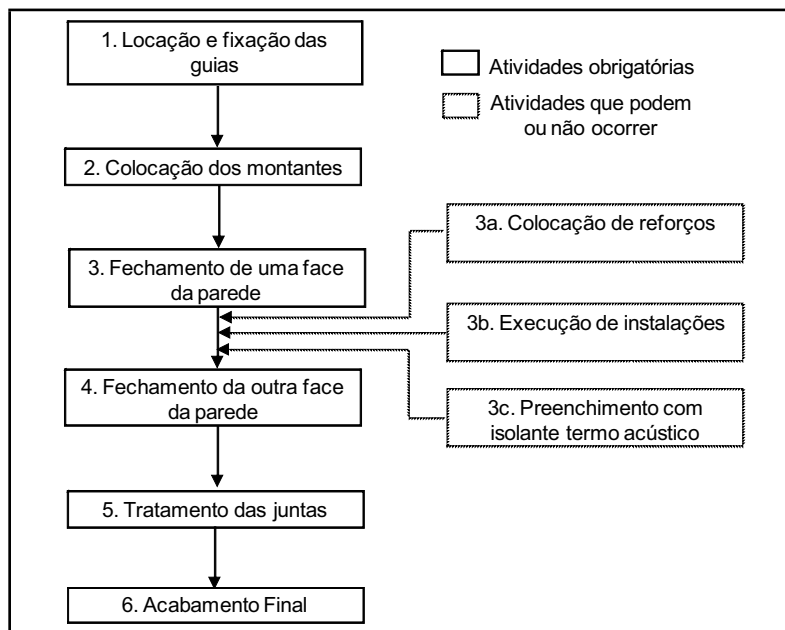 1. Locação e fixação das
guias
Atividades obrigatórias
Atividades que podem
ou não ocorrer
2. Colocação dos montantes
3a. Colocação de reforços
3. Fechamento de uma face
da parede
3b. Execução de instalações
4. Fechamento da outra face
da parede
3c. Preenchimento com
isolante termo acústico
5. Tratamento das juntas
6. Acabamento Final